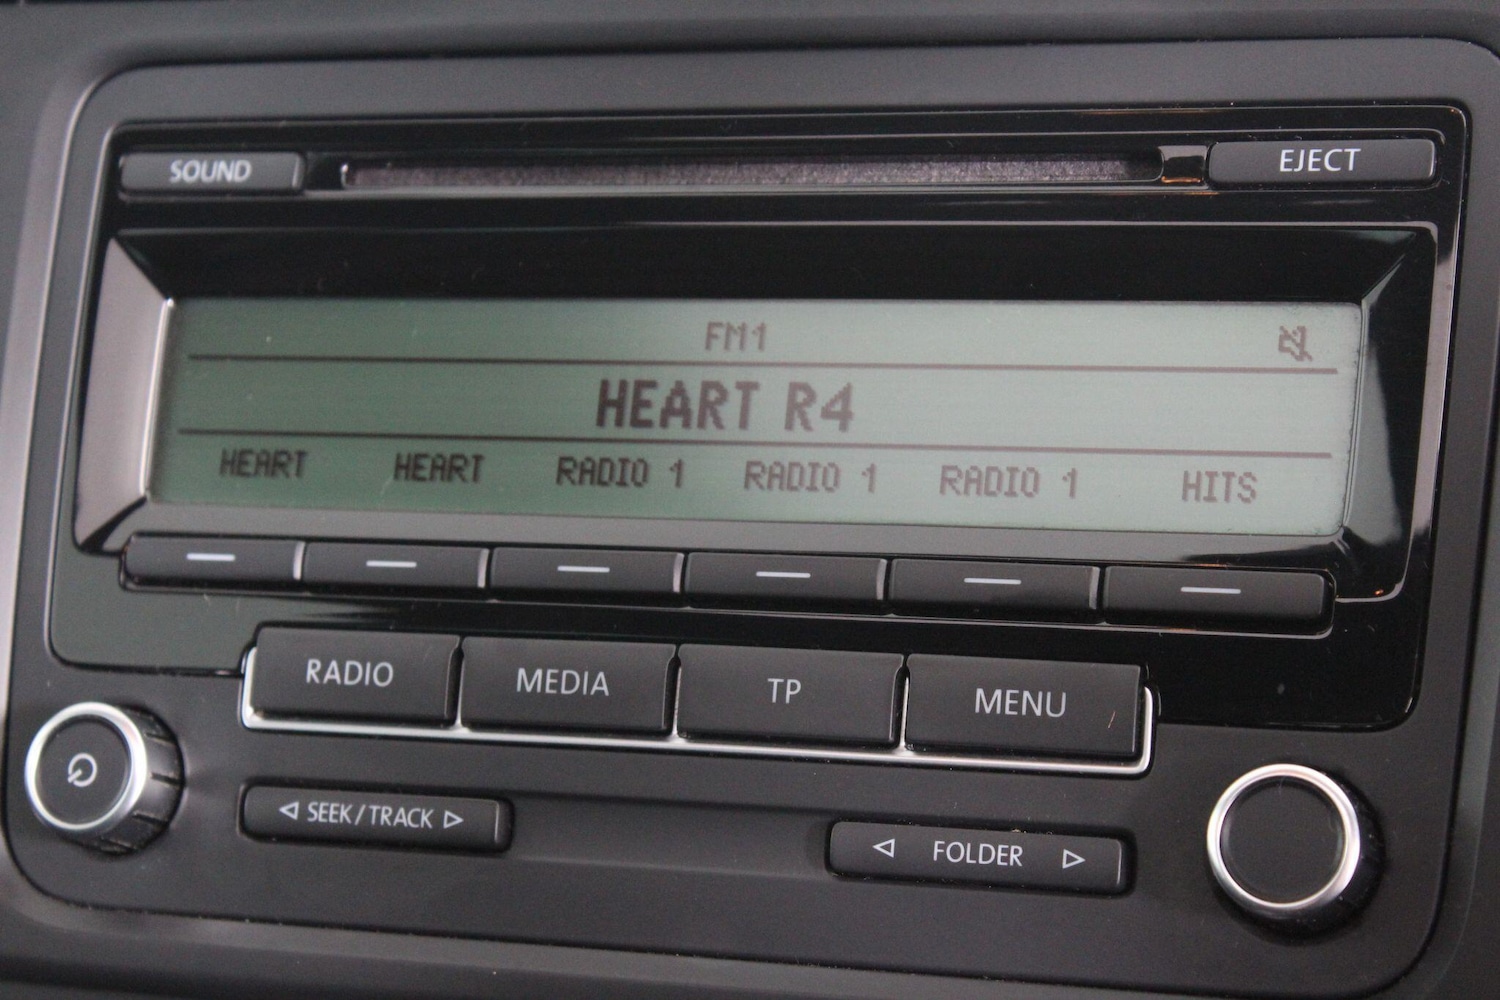 SOUND EJECT
FM1
HEART R4
HEART HEART RADIO 1 RADIO 1 RADIO 1 HITS
RADIO MEDIA TP MENU
SEEK/TRACK
FOLDER